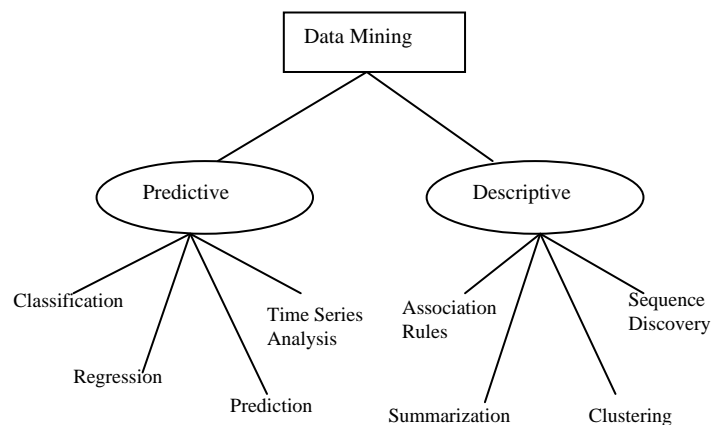 Data Mining
Predictive
Descriptive
Classification
Time Series
Analysis
Regression
Prediction
Association
Rules
Sequence
Discovery
Summarization
Clustering